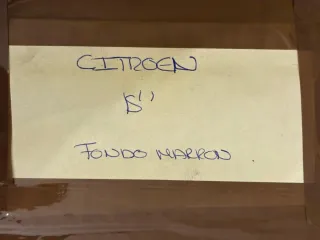 CITROEN
15''
FONDO MARRON.